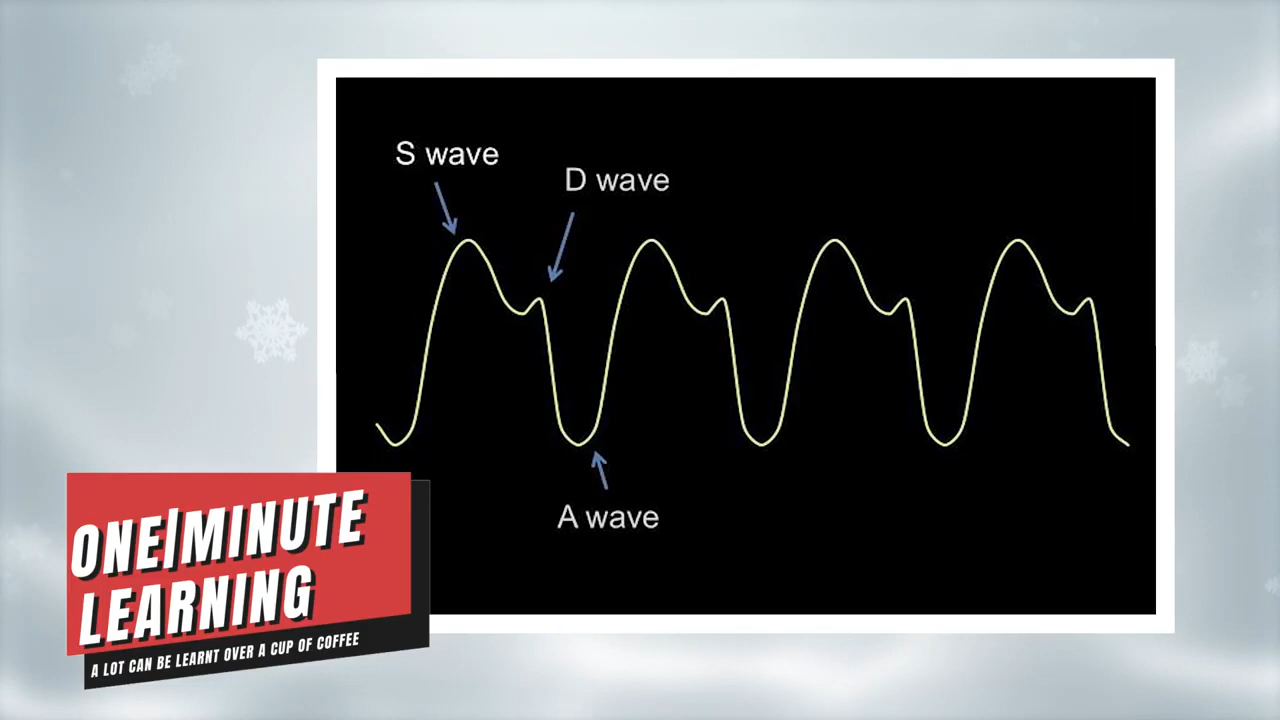 S wave
D wave
A wave
ONE|MINUTE
LEARNING
A LOT CAN BE LEARNT OVER A CUP OF COFFEE